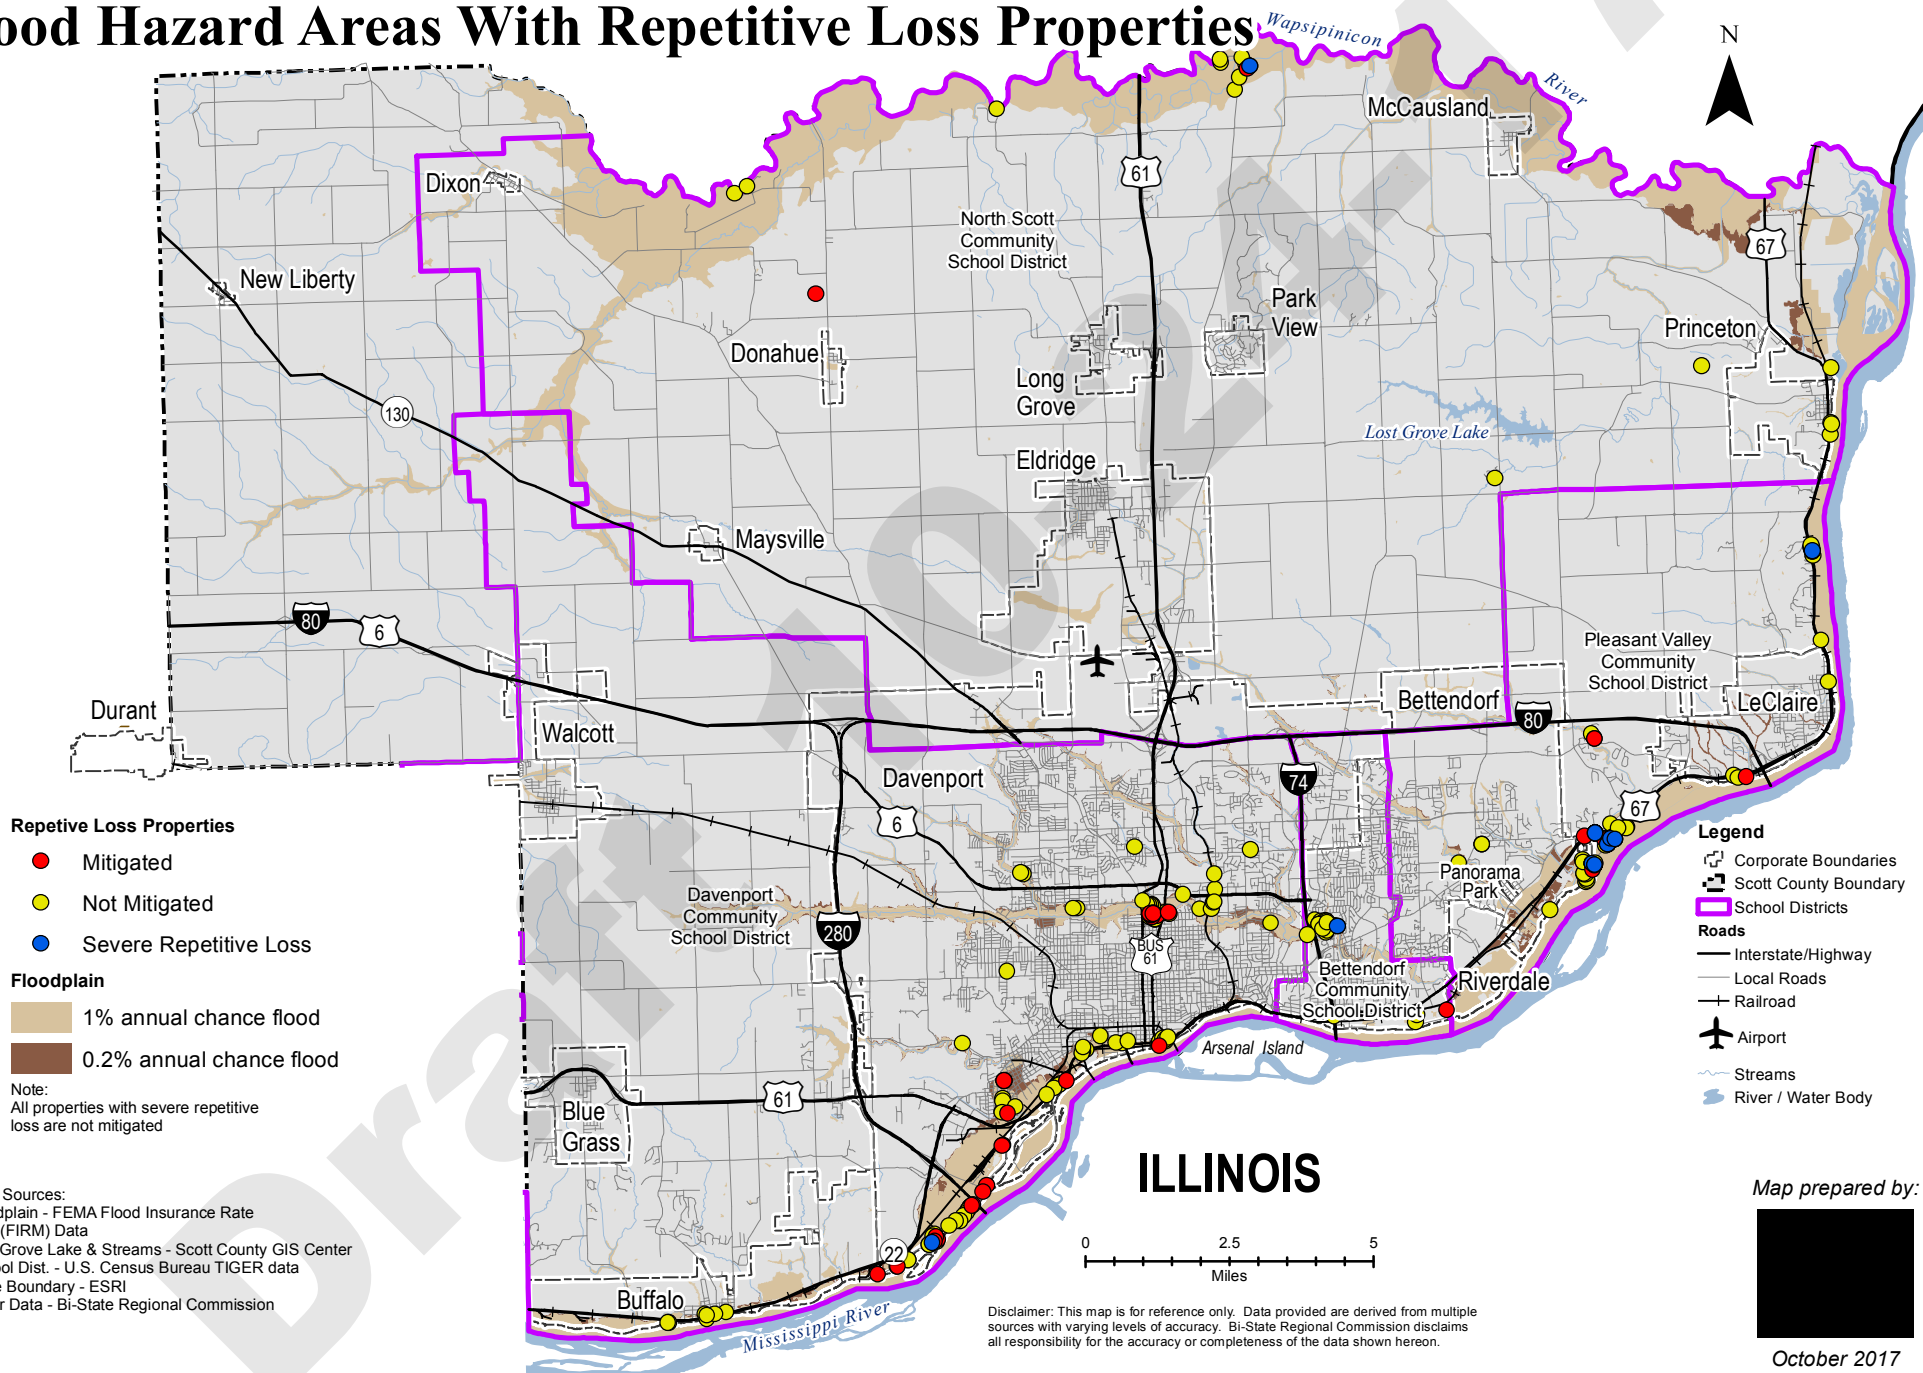 ood Hazard Areas With Repetitive Loss Properties
Wapsipinicon
River
N
McCausland
61
Dixon
North Scott
Community
School District
67
New Liberty
Park
View
Princeton
Donahue
Long
Grove
130
Lost Grove Lake
Eldridge
Maysville
80
6
Pleasant Valley
Community
School District
Bettendorf
LeClaire
Durant
80
Walcott
Davenport
74
67
6
Repetive Loss Properties
Mitigated
Not Mitigated
Severe Repetitive Loss
Floodplain
1% annual chance flood
0.2% annual chance flood
Note:
All properties with severe repetitive
loss are not mitigated
Legend
Corporate Boundaries
Scott County Boundary
School Districts
Roads
Interstate/Highway
Local Roads
Railroad
Airport
Streams
River / Water Body
Panorama
Park
Davenport
Community
School District
280
BUS
61
Bettendorf
Community
School District
Riverdale
Arsenal Island
61
Blue
Grass
ILLINOIS
Map prepared by:
Sources:
dplain - FEMA Flood Insurance Rate
(FIRM) Data
Grove Lake & Streams - Scott County GIS Center
ol Dist. - U.S. Census Bureau TIGER data
e Boundary - ESRI
r Data - Bi-State Regional Commission
22
0 2.5 5
Miles
Buffalo
Mississippi River
Disclaimer: This map is for reference only. Data provided are derived from multiple
sources with varying levels of accuracy. Bi-State Regional Commission disclaims
all responsibility for the accuracy or completeness of the data shown hereon.
October 2017
Draft 10-24-17